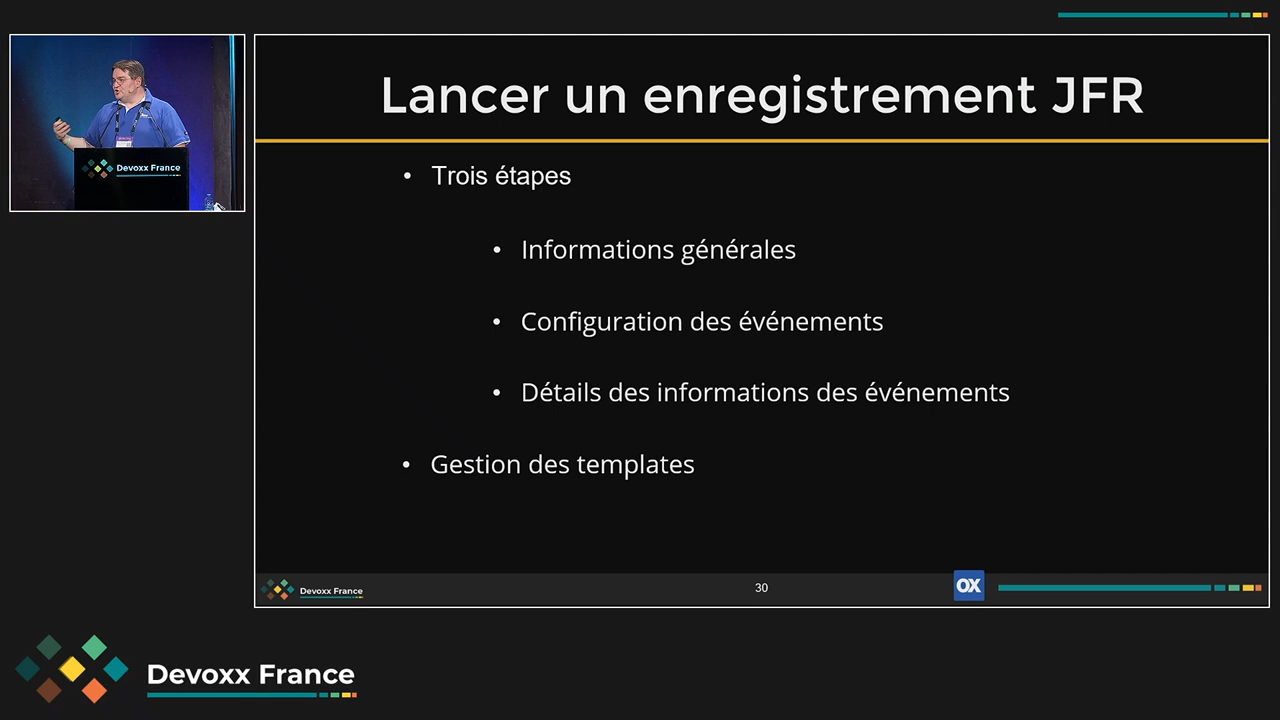 Devoxx France
Lancer un enregistrement JFR
• Trois étapes
• Informations générales
• Configuration des événements
• Détails des informations des événements
• Gestion des templates
Devoxx France
30
OX
Devoxx France